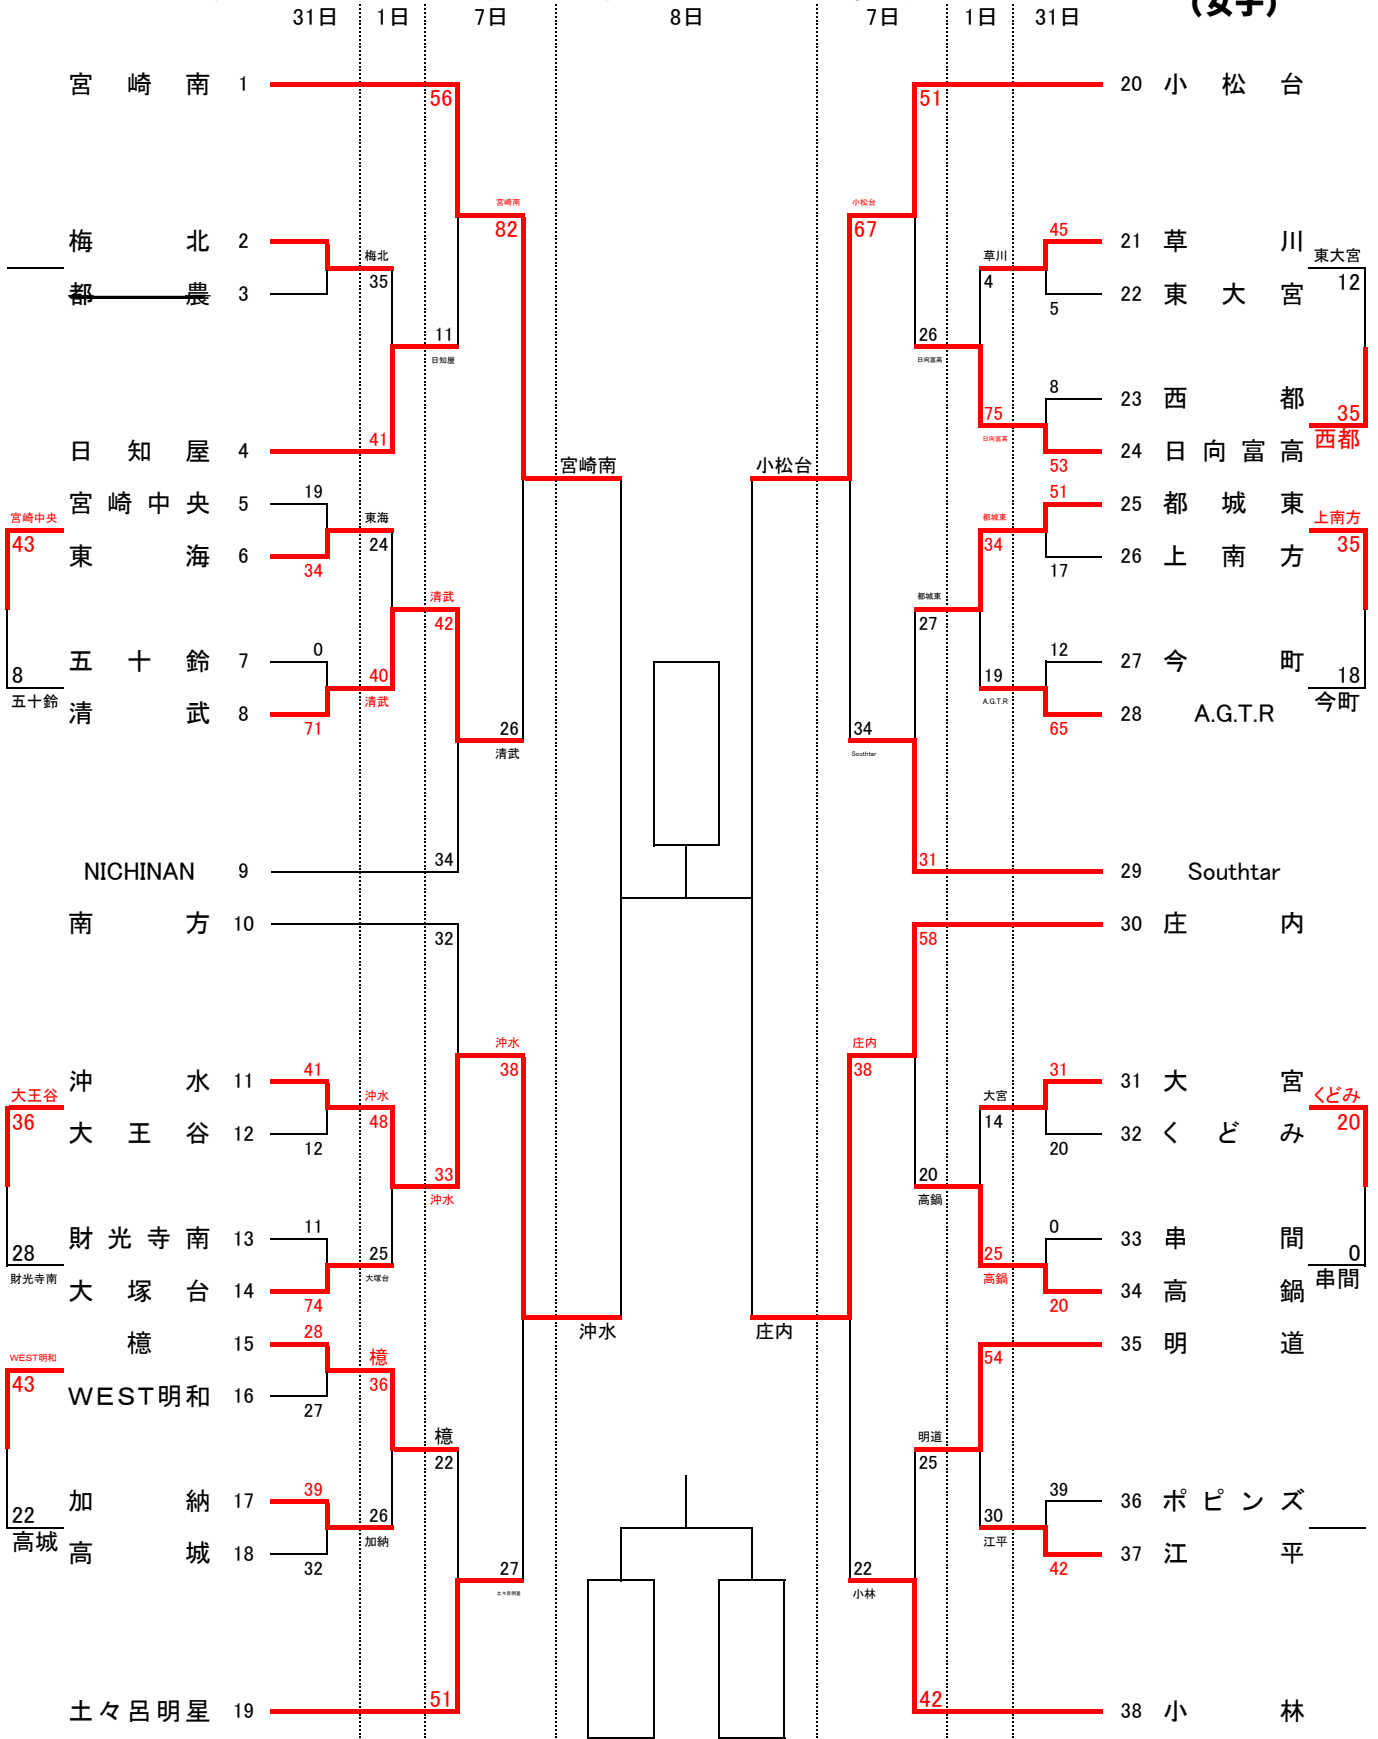 (女子)
31日 1日 7日 8日 7日 1日 31日
宮崎南 1 56 51 20 小松台
宮崎南 小松台
82 67
梅北 2 45 21 草川
梅北 草川 東大宮
35 4 12
都農 3 22 東大宮
5
11 26
日知屋 日向富高
8 23 西都
75 35
日向富高 西都
日知屋 4 41 24 日向富高
53
宮崎南 小松台
宮崎中央 5 19 51 25 都城東
宮崎中央 東海 都城東 上南方
43 24 34 35
東海 6 26 上南方
34 17
清武 都城東
42 27
五十鈴 7 0 12 27 今町
8 40 19 18
五十鈴 清武 A.G.T.R 今町
清武 8 28 A.G.T.R
71 65
26 34
清武 Southtar
34 31
NICHINAN 9 29 Southtar
南方 10 30 庄内
32 58
沖水 庄内
38 38
沖水 11 41 31 31 大宮
大王谷 沖水 大宮 くどみ
36 48 14 20
大王谷 12 32 くどみ
12 20
33 20
沖水 高鍋
財光寺南 13 11 0 33 串間
28 25 25 0
財光寺南 大塚台 高鍋 串間
大塚台 14 34 高鍋
74 20
沖水 庄内
檍 15 28 54 35 明道
WEST明和 檍
43 36
WEST明和 16
27
檍 明道
22 25
加納 17 39 39 36 ポピンズ
22 26 30
高城 加納 江平
高城 18 37 江平
32 42
27 22
土々呂明星 小林
51 42
土々呂明星 19 38 小林